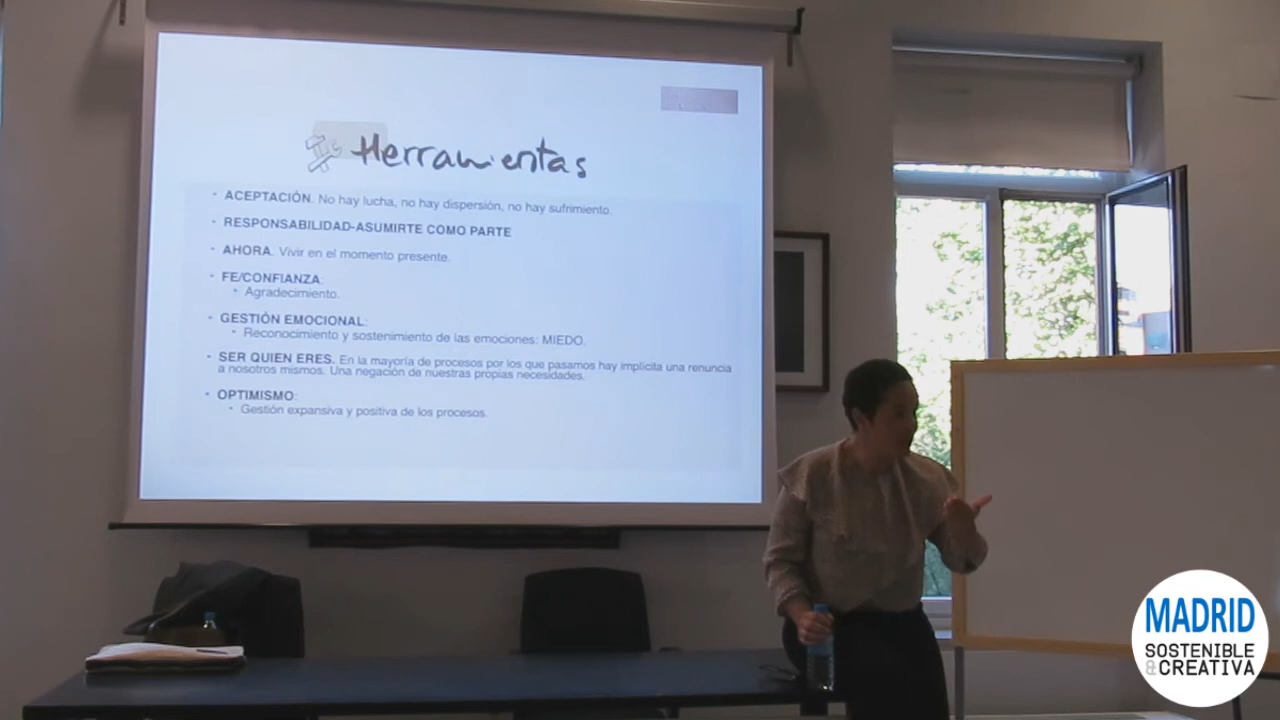 Herramientas
• ACEPTACIÓN. No hay lucha, no hay dispersión, no hay sufrimiento.
• RESPONSABILIDAD-ASUMIRTE COMO PARTE
• AHORA. Vivir en el momento presente.
• FE/CONFIANZA:
• Agradecimiento.
• GESTIÓN EMOCIONAL:
• Reconocimiento y sostenimiento de las emociones: MIEDO.
• SER QUIEN ERES. En la mayoría de procesos por los que pasamos hay implícita una renuncia
a nosotros mismos. Una negación de nuestras propias necesidades.
• OPTIMISMO:
• Gestión expansiva y positiva de los procesos.
MADRID
SOSTENIBLE
&CREATIVA